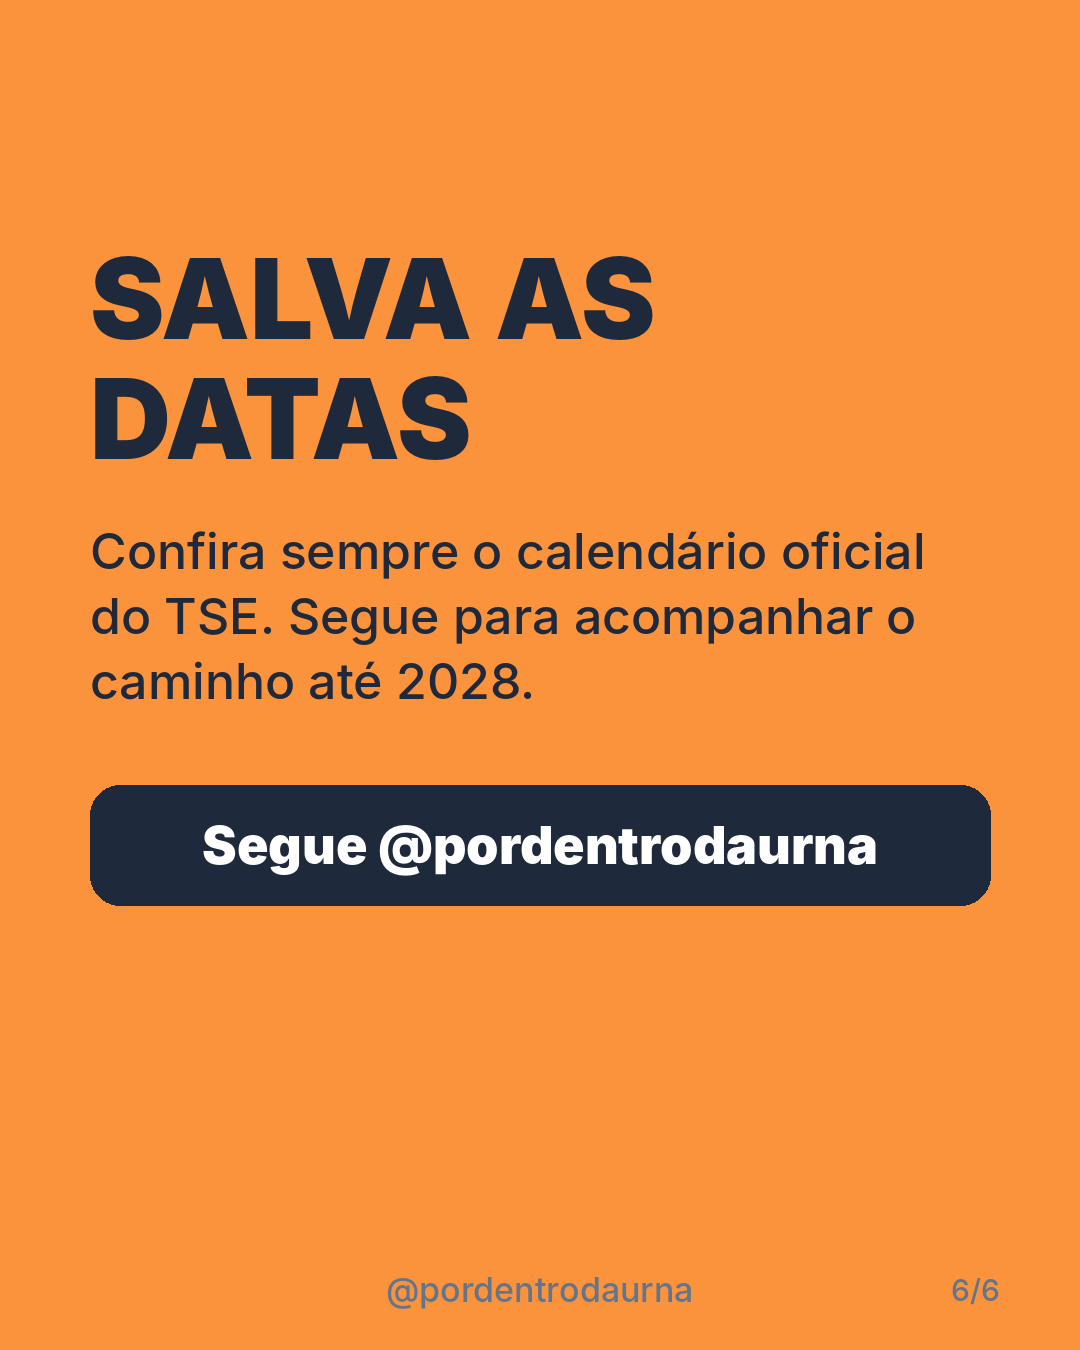 SALVA AS
DATAS
Confira sempre o calendário oficial
do TSE. Segue para acompanhar o
caminho até 2028.
Segue @pordentrodaurna
@pordentrodaurna
6/6